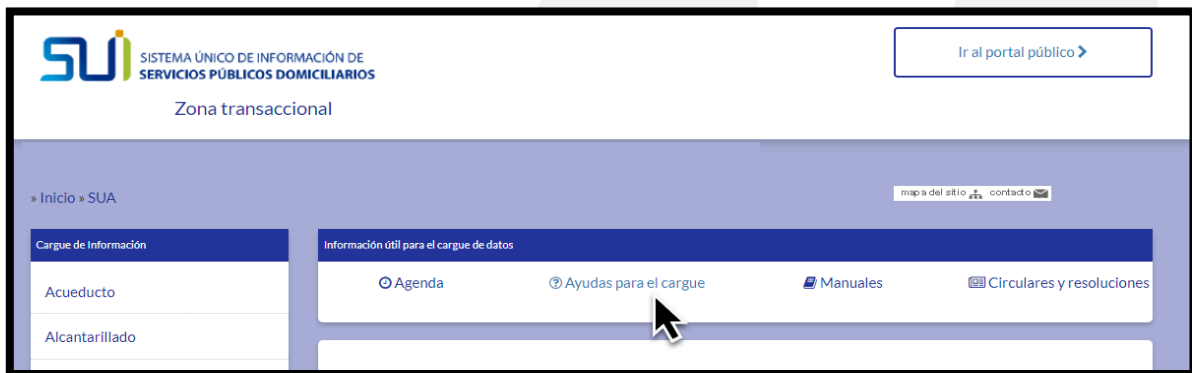 sui
SISTEMA ÚNICO DE INFORMACIÓN DE
SERVICIOS PÚBLICOS DOMICILIARIOS
Zona transaccional
Ir al portal público
» Inicio » SUA
mapa del sitio contacto
Cargue de Información
Acueducto
Alcantarillado
Información útil para el cargue de datos
Agenda Ayudas para el cargue Manuales Circulares y resoluciones